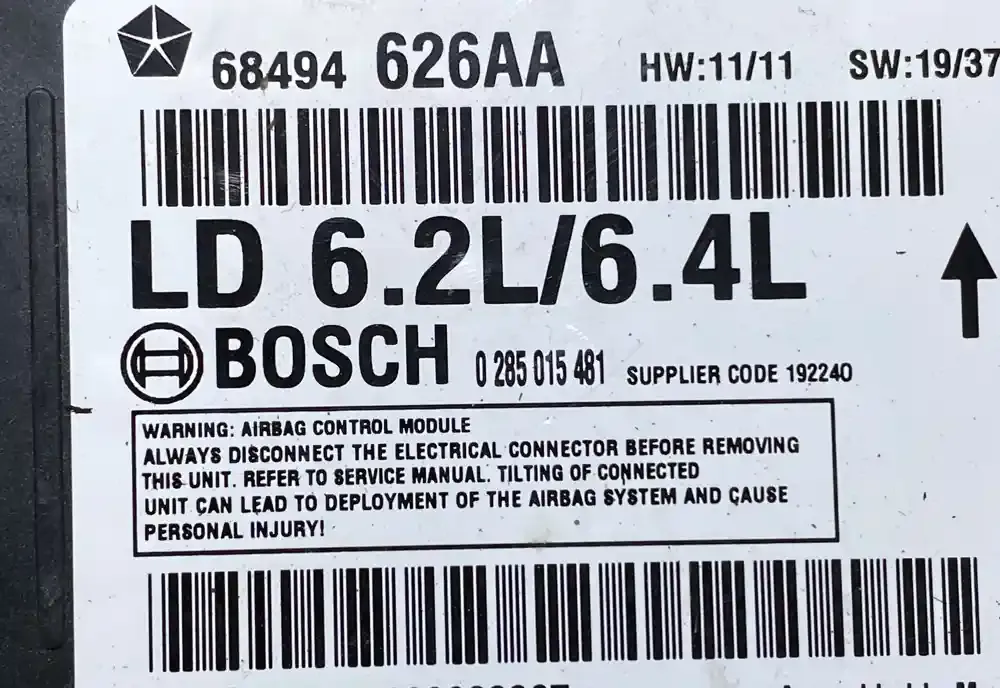 68494 626AA HW:11/11 SW:19/37
LD 6.2L/6.4L
BOSCH 0 285 015 481 SUPPLIER CODE 192240
WARNING: AIRBAG CONTROL MODULE
ALWAYS DISCONNECT THE ELECTRICAL CONNECTOR BEFORE REMOVING
THIS UNIT. REFER TO SERVICE MANUAL. TILTING OF CONNECTED
UNIT CAN LEAD TO DEPLOYMENT OF THE AIRBAG SYSTEM AND CAUSE
PERSONAL INJURY!